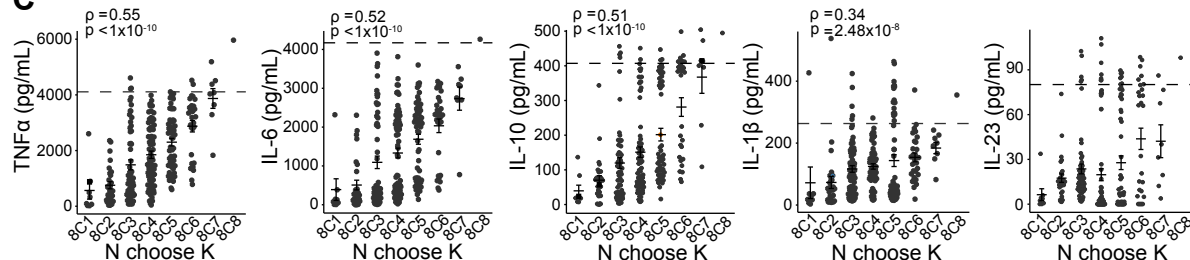 C
ρ =0.55
p <1x10⁻¹⁰
TNFα (pg/mL)
6000
4000
2000
0
8C1 8C2 8C3 8C4 8C5 8C6 8C7 8C8
N choose K
ρ =0.52
p <1x10⁻¹⁰
IL-6 (pg/mL)
4000
3000
2000
1000
0
8C1 8C2 8C3 8C4 8C5 8C6 8C7 8C8
N choose K
ρ =0.51
p <1x10⁻¹⁰
IL-10 (pg/mL)
500
400
300
200
100
0
8C1 8C2 8C3 8C4 8C5 8C6 8C7 8C8
N choose K
ρ =0.34
p =2.48x10⁻⁸
IL-1β (pg/mL)
400
200
0
8C1 8C2 8C3 8C4 8C5 8C6 8C7 8C8
N choose K
IL-23 (pg/mL)
90
60
30
0
8C1 8C2 8C3 8C4 8C5 8C6 8C7 8C8
N choose K